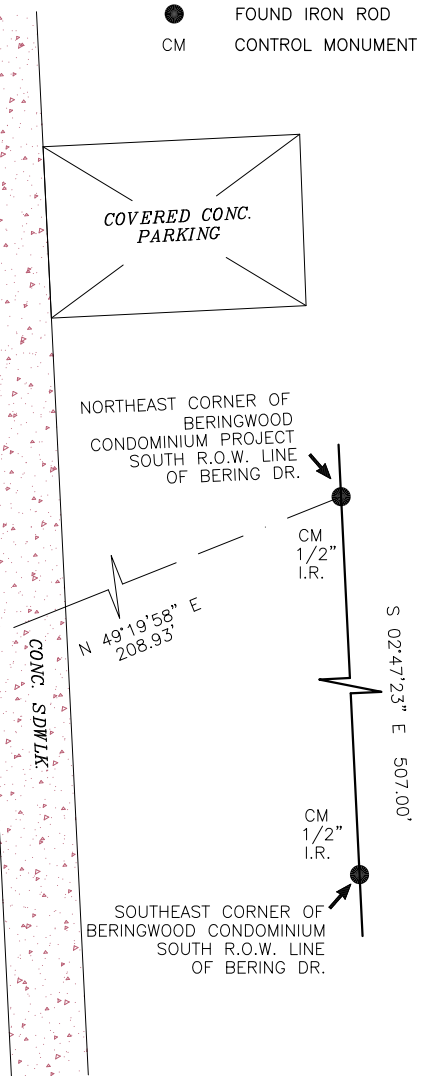 FOUND IRON ROD
CM CONTROL MONUMENT
COVERED CONC.
PARKING
NORTHEAST CORNER OF
BERINGWOOD
CONDOMINIUM PROJECT
SOUTH R.O.W. LINE
OF BERING DR.
CM
1/2"
I.R.
N 49°19'58" E
208.93'
CONC. SDWLK.
S 02°47'23" E 507.00'
CM
1/2"
I.R.
SOUTHEAST CORNER OF
BERINGWOOD CONDOMINIUM
SOUTH R.O.W. LINE
OF BERING DR.